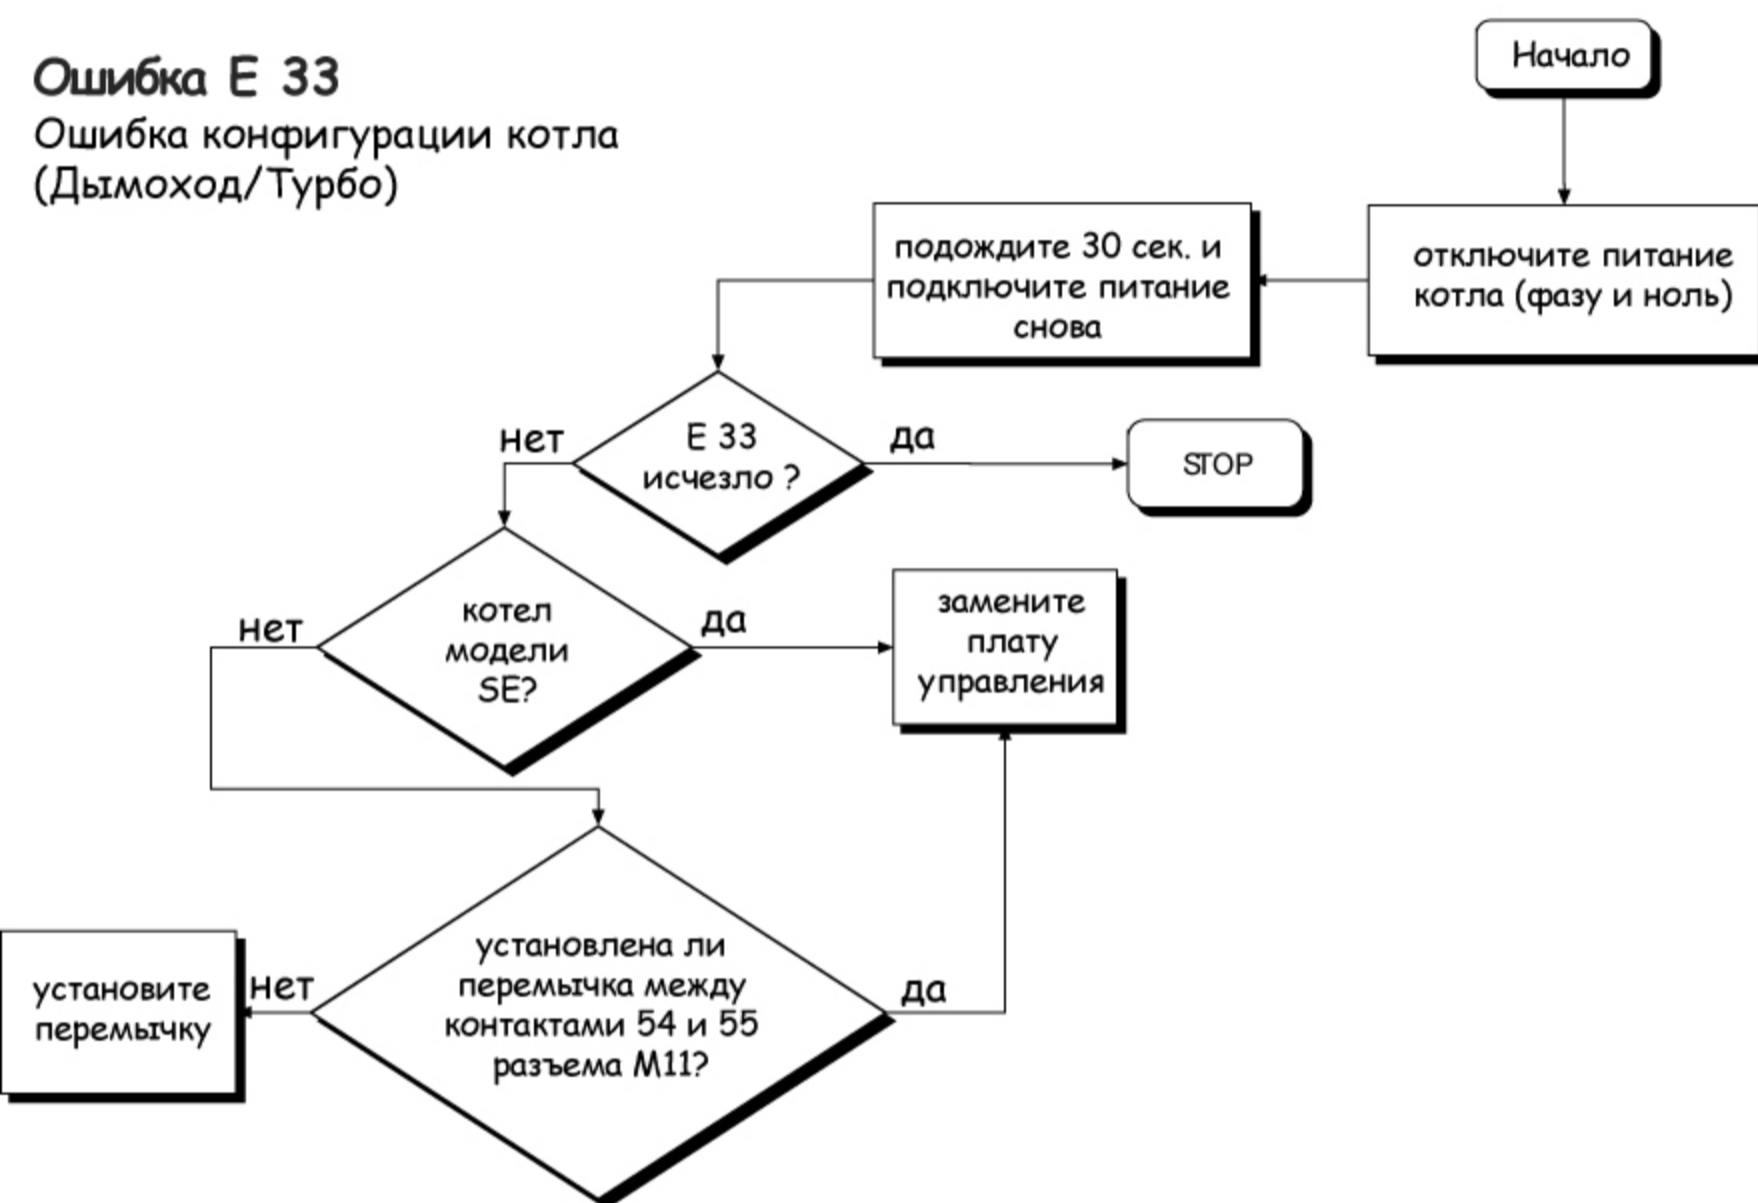 Ошибка E 33
Ошибка конфигурации котла
(Дымоход/Турбо)
Начало
отключите питание
котла (фазу и ноль)
подождите 30 сек. и
подключите питание
снова
E 33
исчезло ?
нет
да
STOP
котел
модели
SE?
нет
да
замените
плату
управления
установлена ли
перемычка между
контактами 54 и 55
разъема М11?
нет
да
установите
перемычку